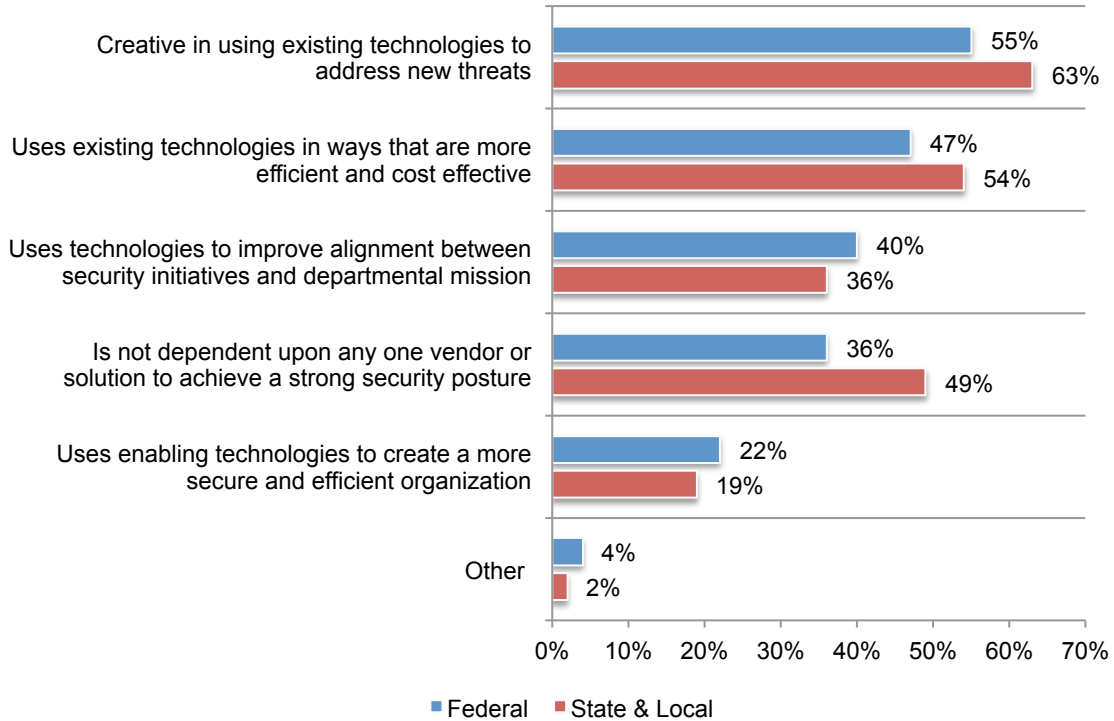 Creative in using existing technologies to
address new threats
55%
63%
Uses existing technologies in ways that are more
efficient and cost effective
47%
54%
Uses technologies to improve alignment between
security initiatives and departmental mission
40%
36%
Is not dependent upon any one vendor or
solution to achieve a strong security posture
36%
49%
Uses enabling technologies to create a more
secure and efficient organization
22%
19%
Other
4%
2%
0% 10% 20% 30% 40% 50% 60% 70%
Federal State & Local